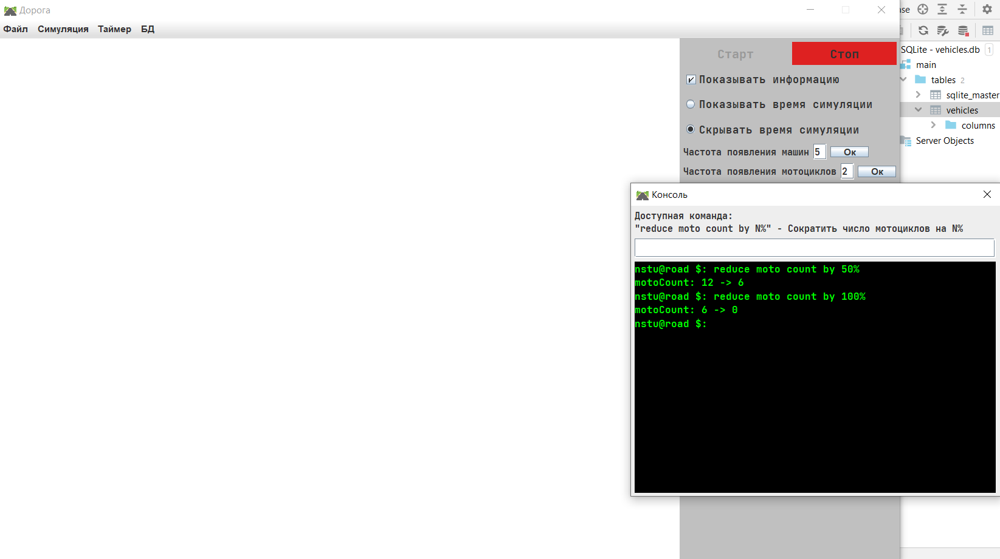 Дорога
Файл Симуляция Таймер БД
Старт Стоп
Показывать информацию
Показывать время симуляции
Скрывать время симуляции
Частота появления машин 5 Ок
Частота появления мотоциклов 2 Ок
Консоль
Доступная команда:
"reduce moto count by N%" - Сократить число мотоциклов на N%
nstu@road $: reduce moto count by 50%
motoCount: 12 -> 6
nstu@road $: reduce moto count by 100%
motoCount: 6 -> 0
nstu@road $:
SQLite - vehicles.db 1
main
tables 2
sqlite_master
vehicles
columns
Server Objects